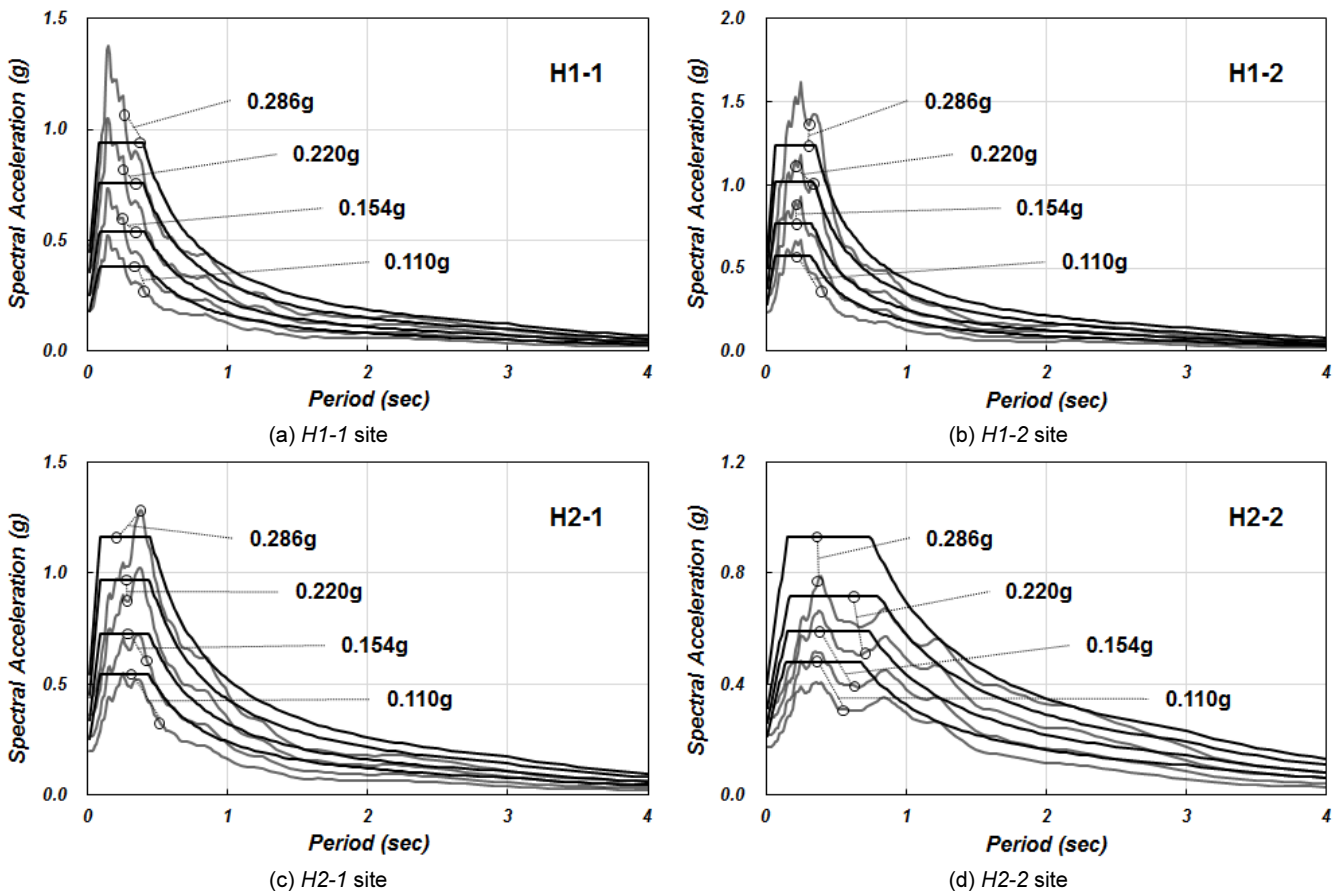 1.5
1.0
0.5
0.0
Spectral Acceleration (g)
H1-1
0.286g
0.220g
0.154g
0.110g
0 1 2 3 4
Period (sec)
(a) H1-1 site
2.0
1.5
1.0
0.5
0.0
Spectral Acceleration (g)
H1-2
0.286g
0.220g
0.154g
0.110g
0 1 2 3 4
Period (sec)
(b) H1-2 site
1.5
1.0
0.5
0.0
Spectral Acceleration (g)
H2-1
0.286g
0.220g
0.154g
0.110g
0 1 2 3 4
Period (sec)
(c) H2-1 site
1.2
0.8
0.4
0.0
Spectral Acceleration (g)
H2-2
0.286g
0.220g
0.154g
0.110g
0 1 2 3 4
Period (sec)
(d) H2-2 site